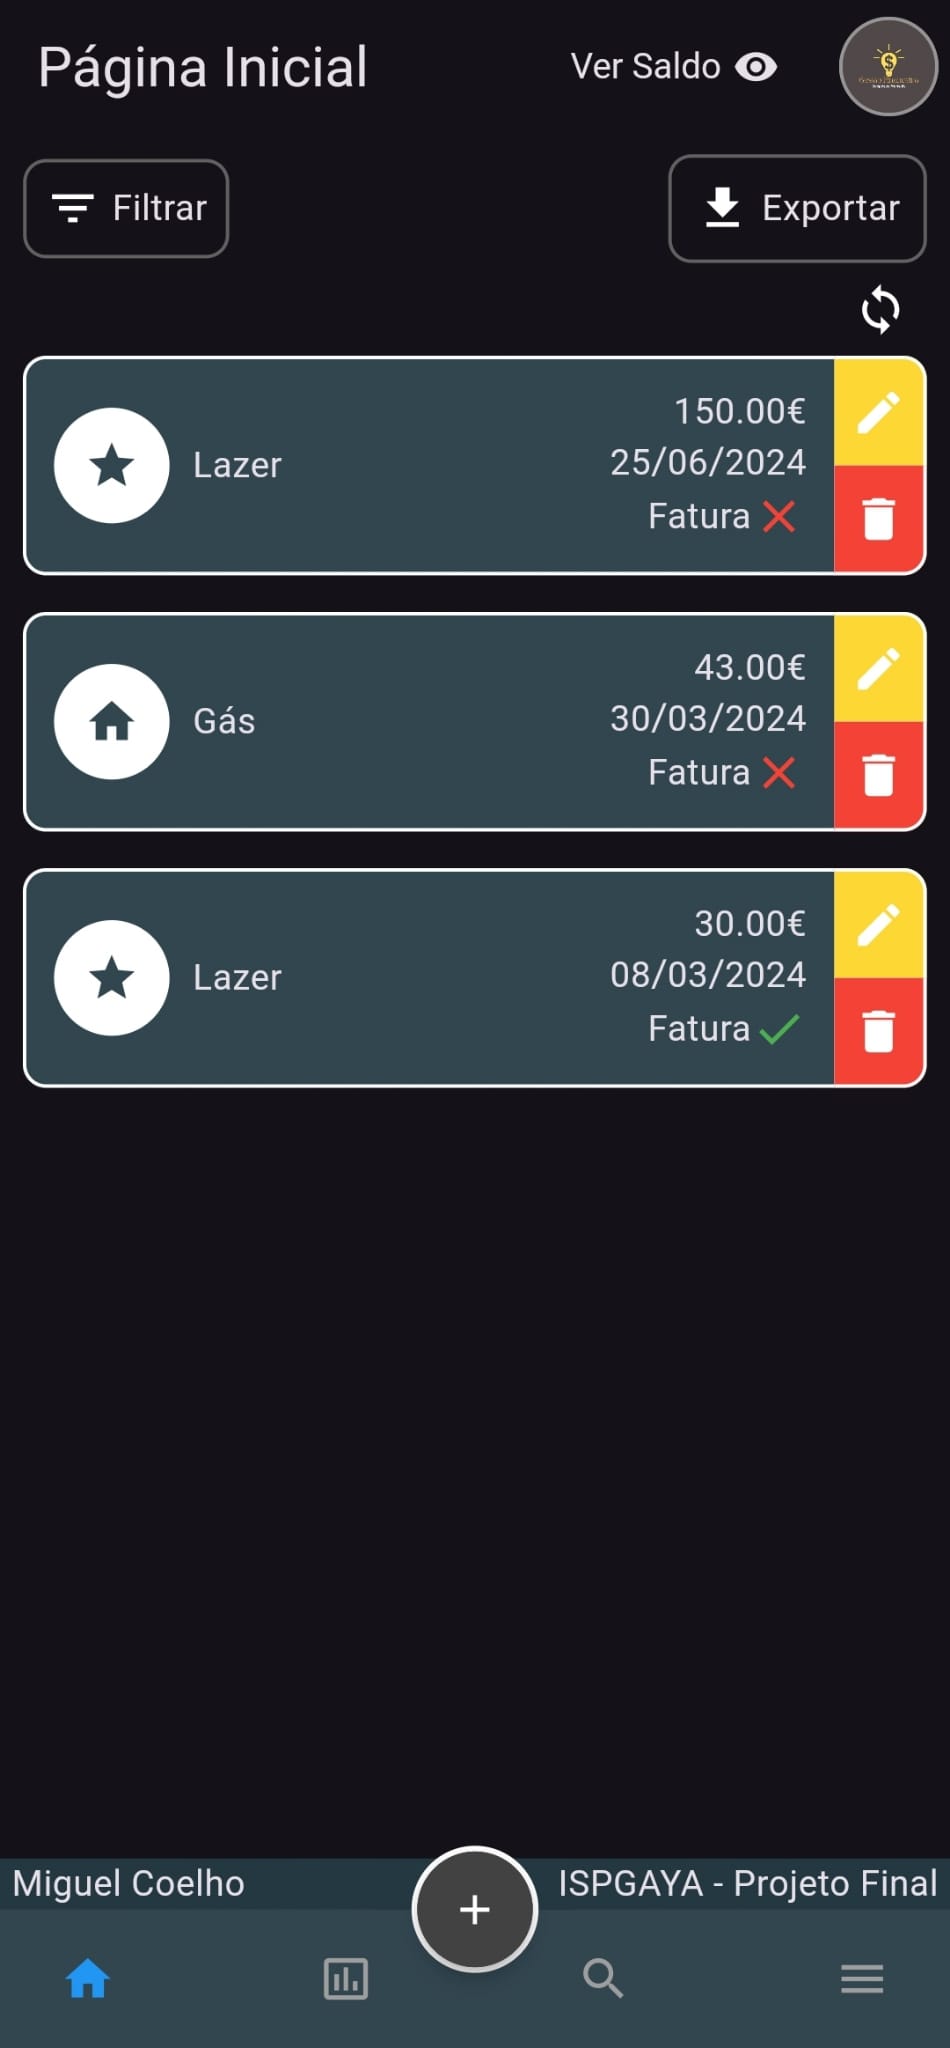 Página Inicial
Ver Saldo
Filtrar
Exportar
Lazer
150.00€
25/06/2024
Fatura
Gás
43.00€
30/03/2024
Fatura
Lazer
30.00€
08/03/2024
Fatura
Miguel Coelho
ISPGAYA - Projeto Final